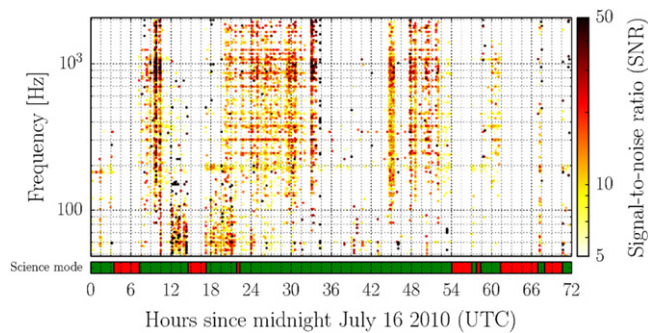 50
10³
10
100
5
Frequency [Hz]
Signal-to-noise ratio (SNR)
Science mode
0 6 12 18 24 30 36 42 48 54 60 66 72
Hours since midnight July 16 2010 (UTC)